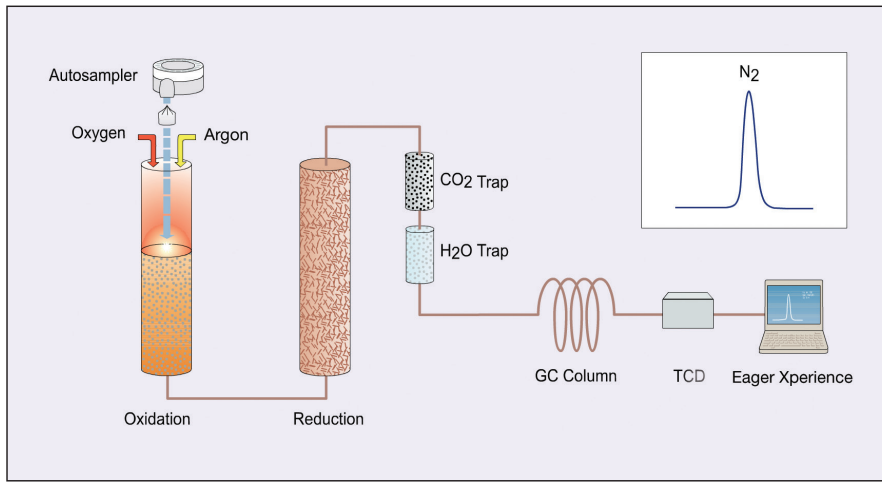 N2
Autosampler
Oxygen
Argon
CO2 Trap
H2O Trap
GC Column
TCD
Eager Xperience
Oxidation
Reduction